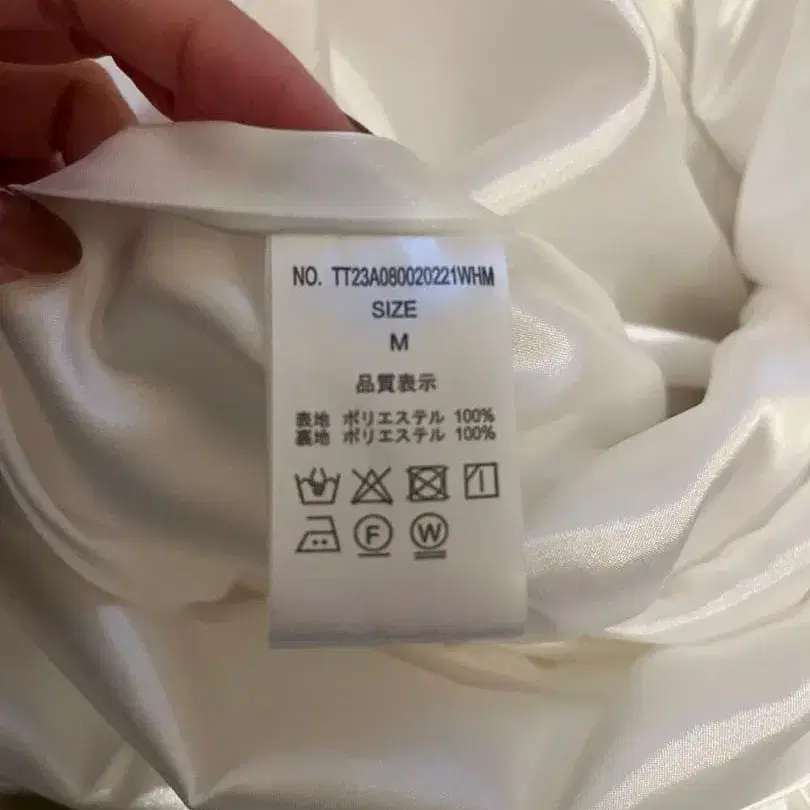 NO. TT23A080020221WHM
SIZE
M
品質表示
表地 ポリエステル 100%
裏地 ポリエステル 100%
F W